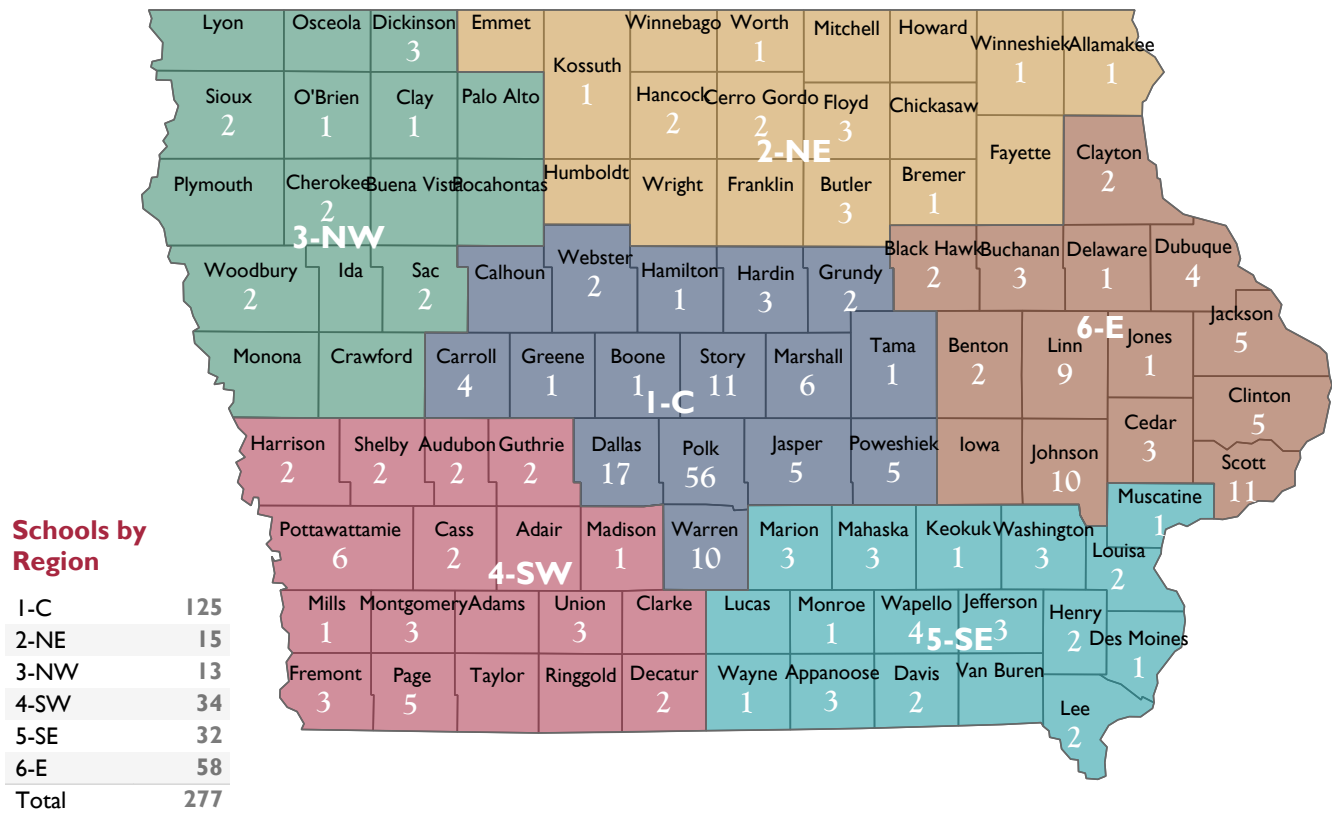 Lyon Osceola Dickinson Emmet Winnebago Worth Mitchell Howard
3 1 Winneshiek Allamakee
Kossuth 1 1
1
Sioux O'Brien Clay Palo Alto Hancock Cerro Gordo Floyd Chickasaw
2 1 1 2 2 3
2-NE
Fayette Clayton
2
Plymouth Cherokee Buena Vista Pocahontas Humboldt Wright Franklin Butler Bremer
2 3 1
3-NW
Woodbury Ida Sac Calhoun Webster Hamilton Hardin Grundy Black Hawk Buchanan Delaware Dubuque
2 2 2 1 3 2 2 3 1 4
Jackson
5
6-E
Monona Crawford Carroll Greene Boone Story Marshall Tama Benton Linn Jones
4 1 1 11 6 1 2 9 1
1-C
Clinton
5
Harrison Shelby Audubon Guthrie Dallas Polk Jasper Poweshiek Iowa Johnson Cedar Scott
2 2 2 2 17 56 5 5 10 3 11
Muscatine
1
Pottawattamie Cass Adair Madison Warren Marion Mahaska Keokuk Washington Louisa
6 2 1 10 3 3 1 3 2
4-SW
Mills Montgomery Adams Union Clarke Lucas Monroe Wapello Jefferson Henry Des Moines
1 3 3 1 4 3 2 1
5-SE
Fremont Page Taylor Ringgold Decatur Wayne Appanoose Davis Van Buren Lee
3 5 2 1 3 2 2
Schools by
Region
1-C 125
2-NE 15
3-NW 13
4-SW 34
5-SE 32
6-E 58
Total 277